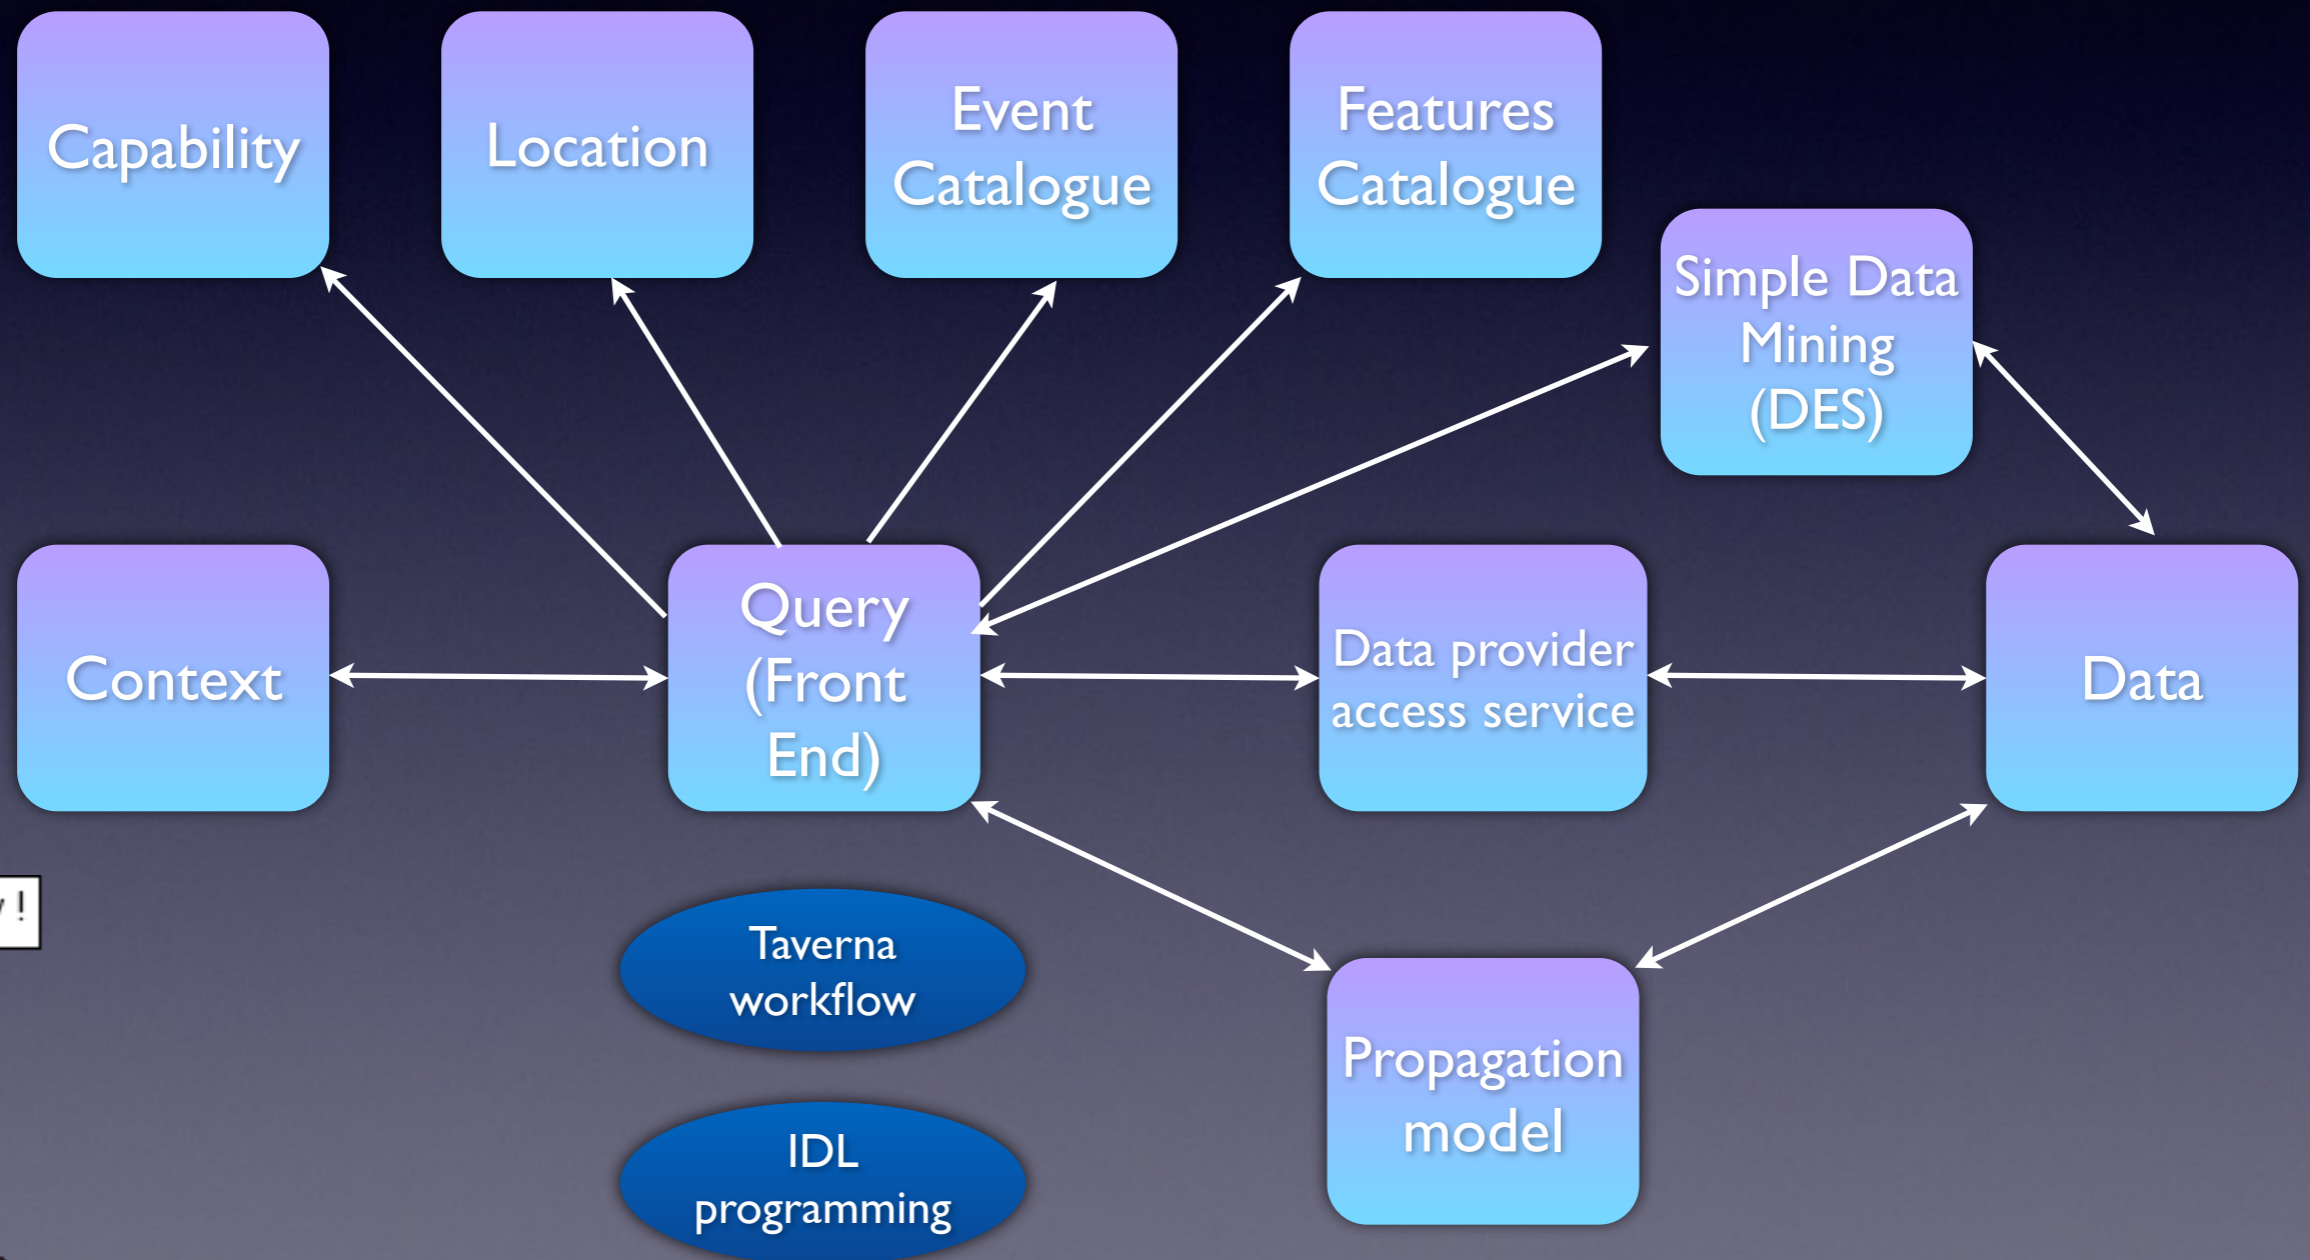 Capability
Location
Event
Catalogue
Features
Catalogue
Simple Data
Mining
(DES)
Context
Query
(Front
End)
Data provider
access service
Data
!
Taverna
workflow
Propagation
model
IDL
programming